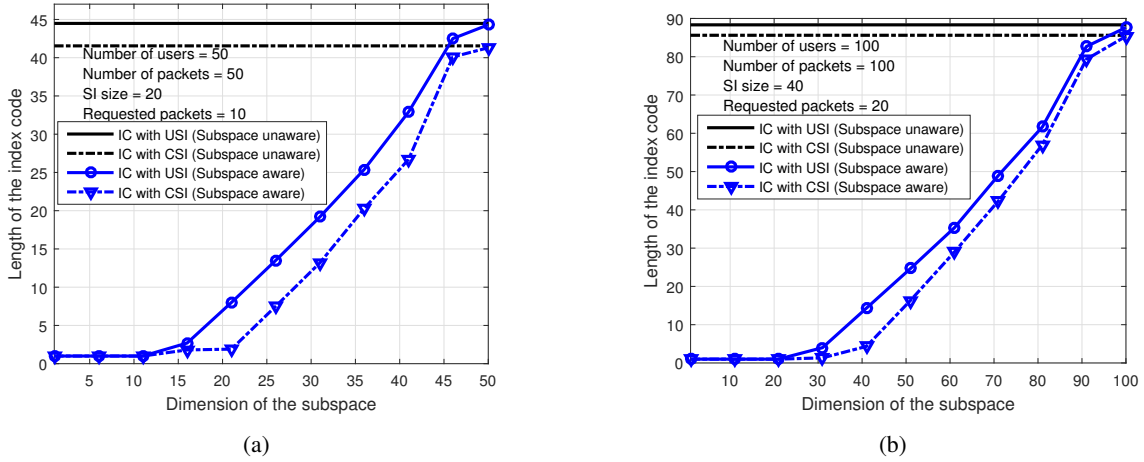 45
40
35
30
25
20
15
10
5
0
Length of the index code
Number of users = 50
Number of packets = 50
SI size = 20
Requested packets = 10
IC with USI (Subspace unaware)
IC with CSI (Subspace unaware)
IC with USI (Subspace aware)
IC with CSI (Subspace aware)
5 10 15 20 25 30 35 40 45 50
Dimension of the subspace
(a)
90
80
70
60
50
40
30
20
10
0
Length of the index code
Number of users = 100
Number of packets = 100
SI size = 40
Requested packets = 20
IC with USI (Subspace unaware)
IC with CSI (Subspace unaware)
IC with USI (Subspace aware)
IC with CSI (Subspace aware)
10 20 30 40 50 60 70 80 90 100
Dimension of the subspace
(b)